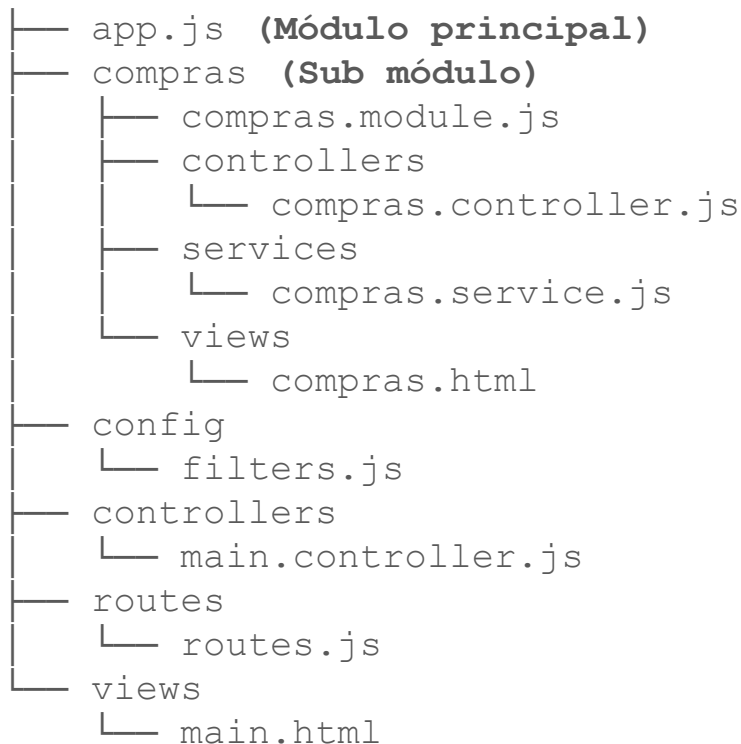 ├── app.js (Módulo principal)
├── compras (Sub módulo)
│   ├── compras.module.js
│   ├── controllers
│   │   └── compras.controller.js
│   ├── services
│   │   └── compras.service.js
│   └── views
│       └── compras.html
├── config
│   └── filters.js
├── controllers
│   └── main.controller.js
├── routes
│   └── routes.js
└── views
    └── main.html